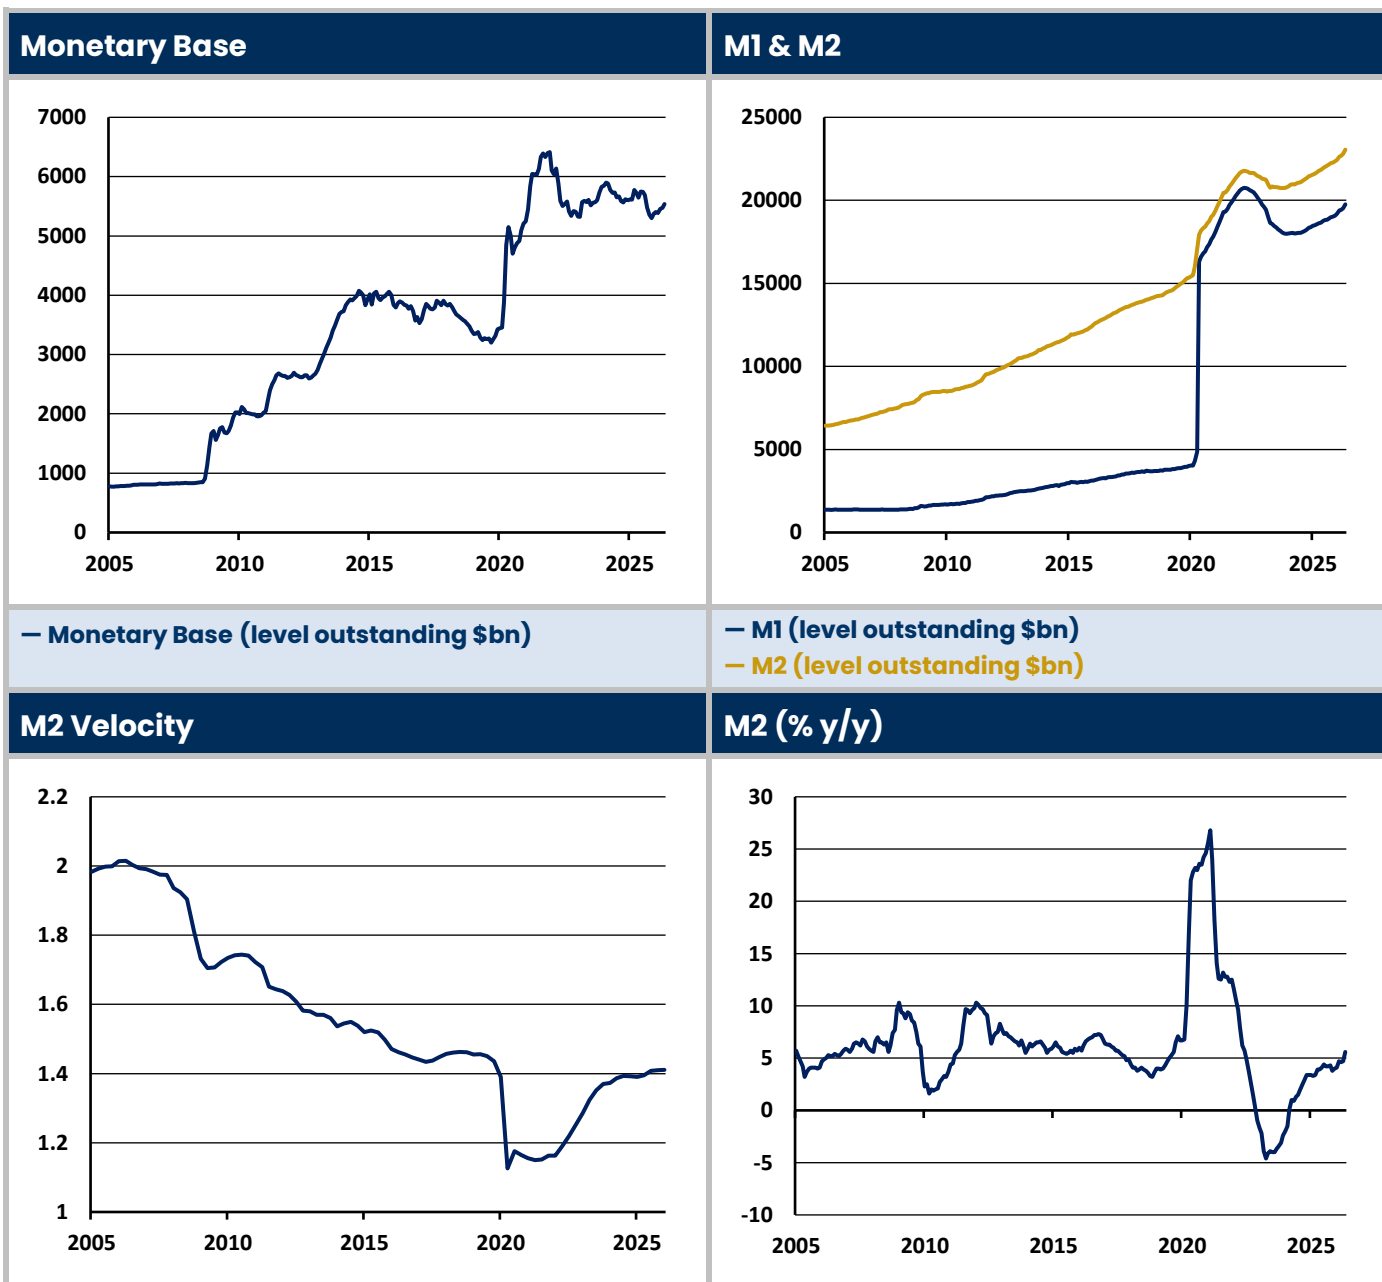 Monetary Base
7000
6000
5000
4000
3000
2000
1000
0
2005 2010 2015 2020 2025
— Monetary Base (level outstanding $bn)
M1 & M2
25000
20000
15000
10000
5000
0
2005 2010 2015 2020 2025
— M1 (level outstanding $bn)
— M2 (level outstanding $bn)
M2 Velocity
2.2
2
1.8
1.6
1.4
1.2
1
2005 2010 2015 2020 2025
M2 (% y/y)
30
25
20
15
10
5
0
-5
-10
2005 2010 2015 2020 2025